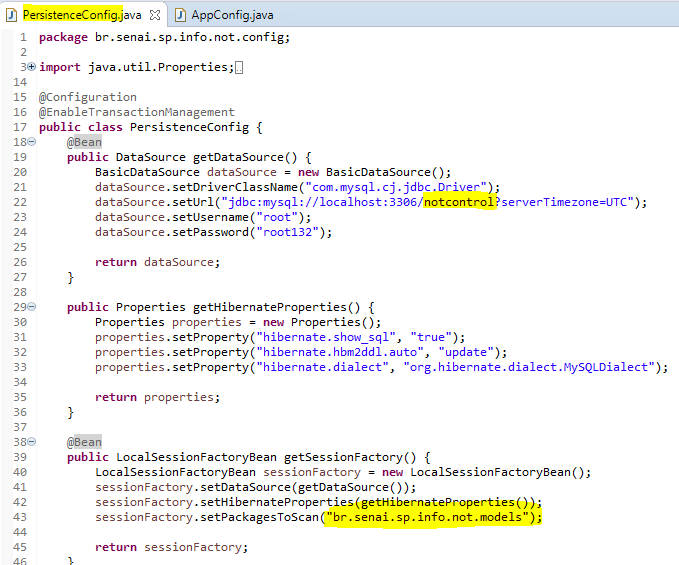 PersistenceConfig.java AppConfig.java
1 package br.senai.sp.info.not.config;
2
3 import java.util.Properties;
14
15 @Configuration
16 @EnableTransactionManagement
17 public class PersistenceConfig {
18 @Bean
19 public DataSource getDataSource() {
20 BasicDataSource dataSource = new BasicDataSource();
21 dataSource.setDriverClassName("com.mysql.cj.jdbc.Driver");
22 dataSource.setUrl("jdbc:mysql://localhost:3306/notcontrol?serverTimezone=UTC");
23 dataSource.setUsername("root");
24 dataSource.setPassword("root132");
25
26 return dataSource;
27 }
28
29 public Properties getHibernateProperties() {
30 Properties properties = new Properties();
31 properties.setProperty("hibernate.show_sql", "true");
32 properties.setProperty("hibernate.hbm2ddl.auto", "update");
33 properties.setProperty("hibernate.dialect", "org.hibernate.dialect.MySQLDialect");
34
35 return properties;
36 }
37
38 @Bean
39 public LocalSessionFactoryBean getSessionFactory() {
40 LocalSessionFactoryBean sessionFactory = new LocalSessionFactoryBean();
41 sessionFactory.setDataSource(getDataSource());
42 sessionFactory.setHibernateProperties(getHibernateProperties());
43 sessionFactory.setPackagesToScan("br.senai.sp.info.not.models");
44
45 return sessionFactory;
46 }